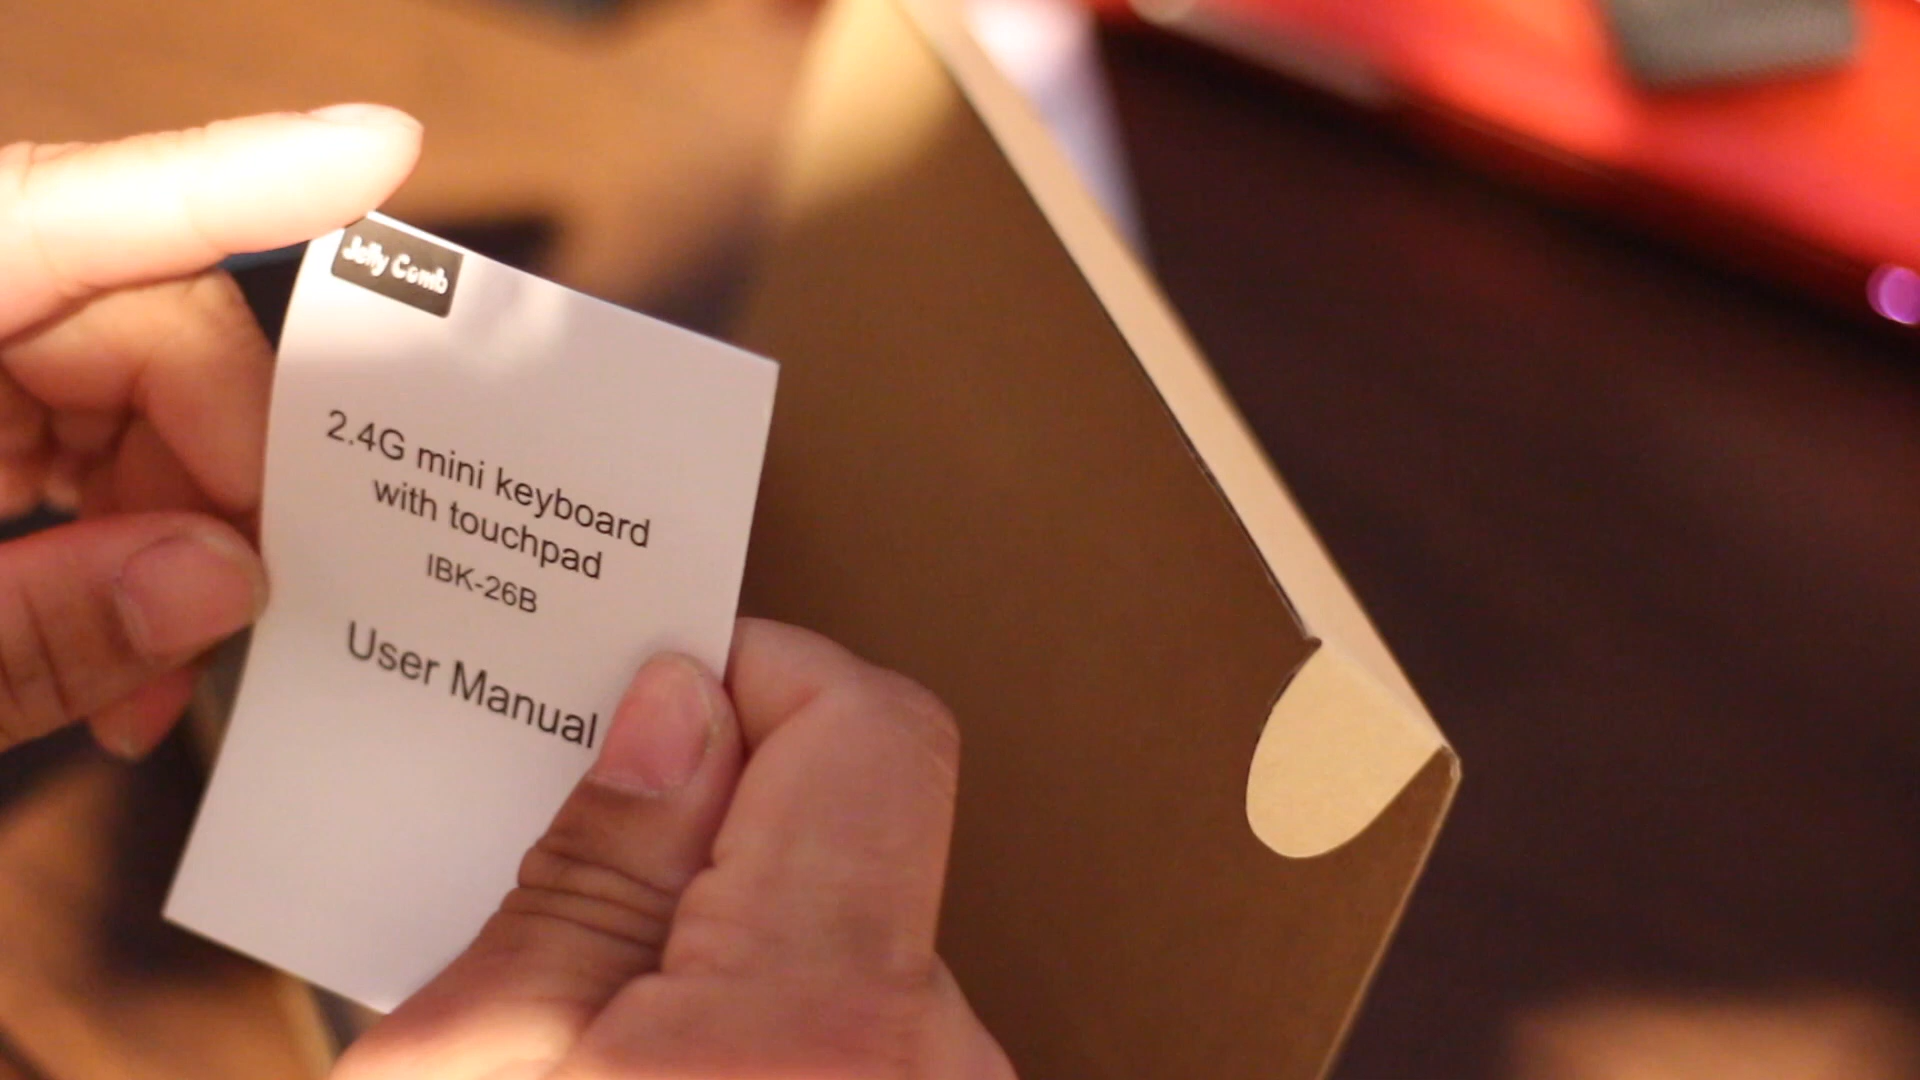 Jelly Comb
2.4G mini keyboard
with touchpad
IBK-26B
User Manual